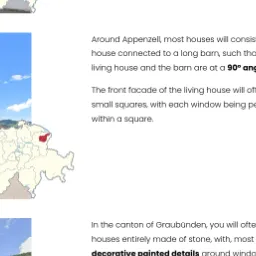 Around Appenzell, most houses will consis
house connected to a long barn, such tha
living house and the barn are at a 90° ang
The front facade of the living house will of
small squares, with each window being pe
within a square.
In the canton of Graubünden, you will ofte
houses entirely made of stone, with, most
decorative painted details around windo